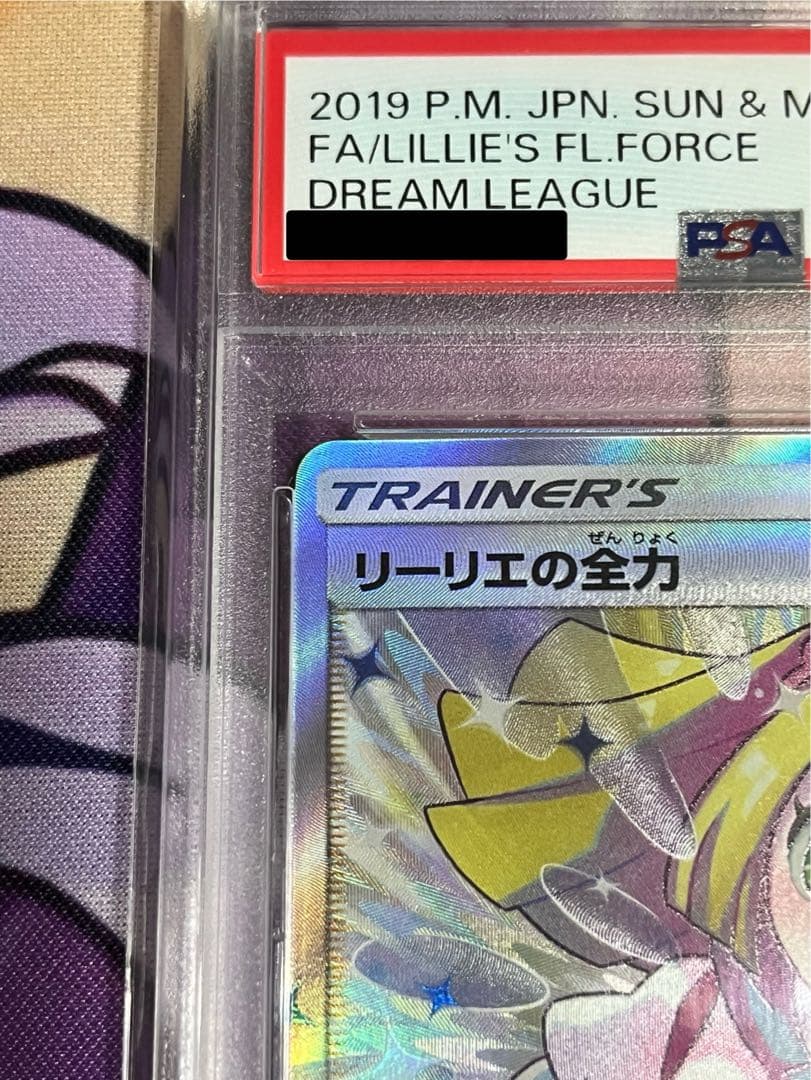 2019 P.M. JPN. SUN & M
FA/LILLIE'S FL.FORCE
DREAM LEAGUE
PSA
TRAINER'S
ぜんりょく
リーリエの全力